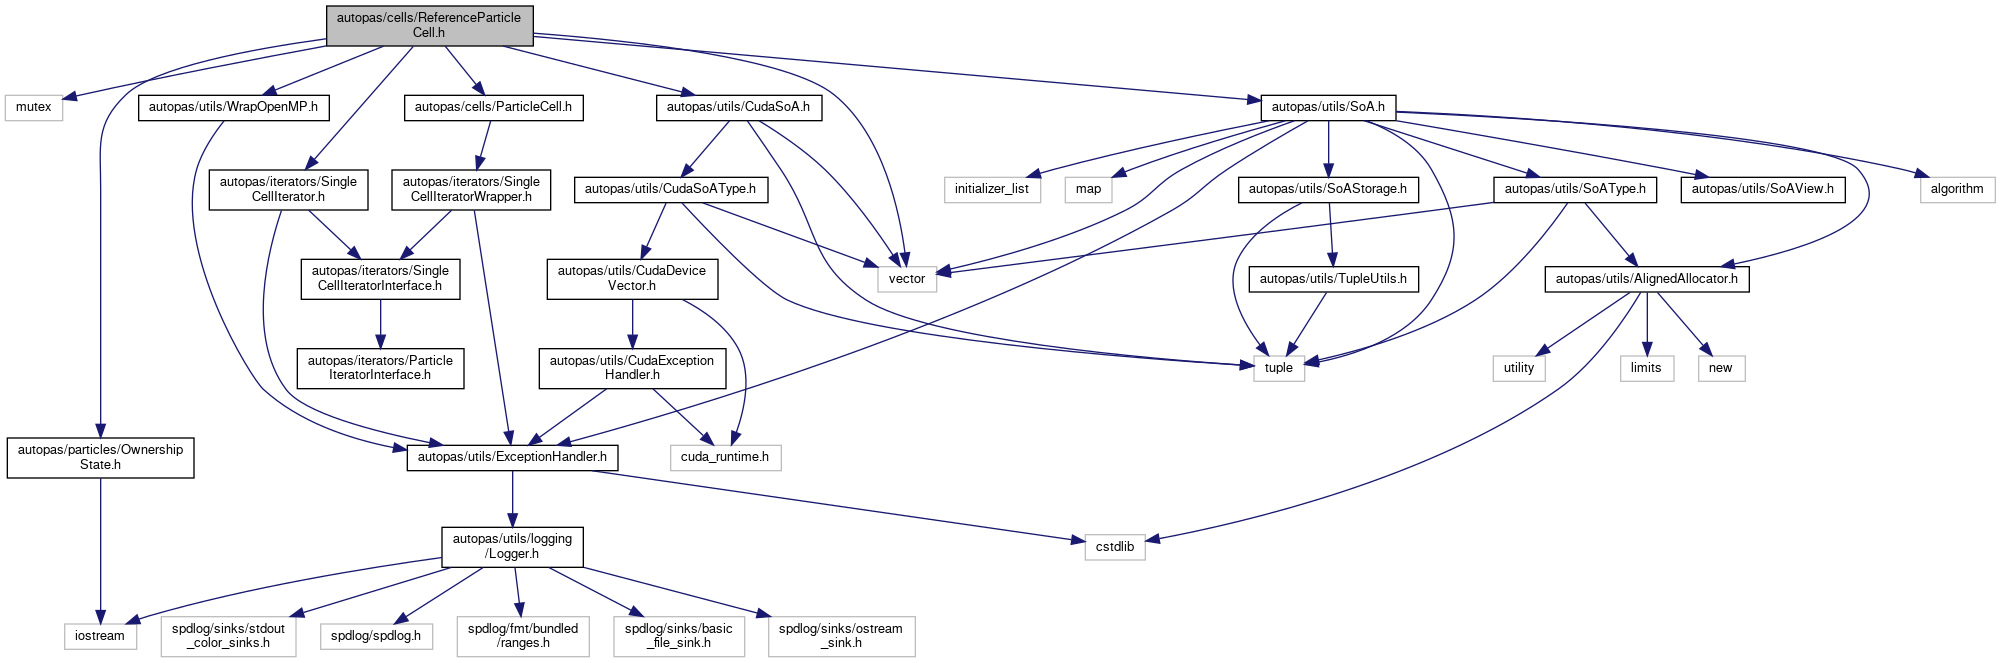 autopas/cells/ReferenceParticle
Cell.h
mutex
autopas/utils/WrapOpenMP.h
autopas/cells/ParticleCell.h
autopas/utils/CudaSoA.h
autopas/utils/SoA.h
autopas/iterators/Single
CellIterator.h
autopas/iterators/Single
CellIteratorWrapper.h
autopas/utils/CudaSoAType.h
initializer_list
map
autopas/utils/SoAStorage.h
autopas/utils/SoAType.h
autopas/utils/SoAView.h
algorithm
autopas/iterators/Single
CellIteratorInterface.h
autopas/utils/CudaDevice
Vector.h
vector
autopas/utils/TupleUtils.h
autopas/utils/AlignedAllocator.h
autopas/iterators/Particle
IteratorInterface.h
autopas/utils/CudaException
Handler.h
tuple
utility
limits
new
autopas/particles/Ownership
State.h
autopas/utils/ExceptionHandler.h
cuda_runtime.h
autopas/utils/logging
/Logger.h
cstdlib
iostream
spdlog/sinks/stdout
_color_sinks.h
spdlog/spdlog.h
spdlog/fmt/bundled
/ranges.h
spdlog/sinks/basic
_file_sink.h
spdlog/sinks/ostream
_sink.h